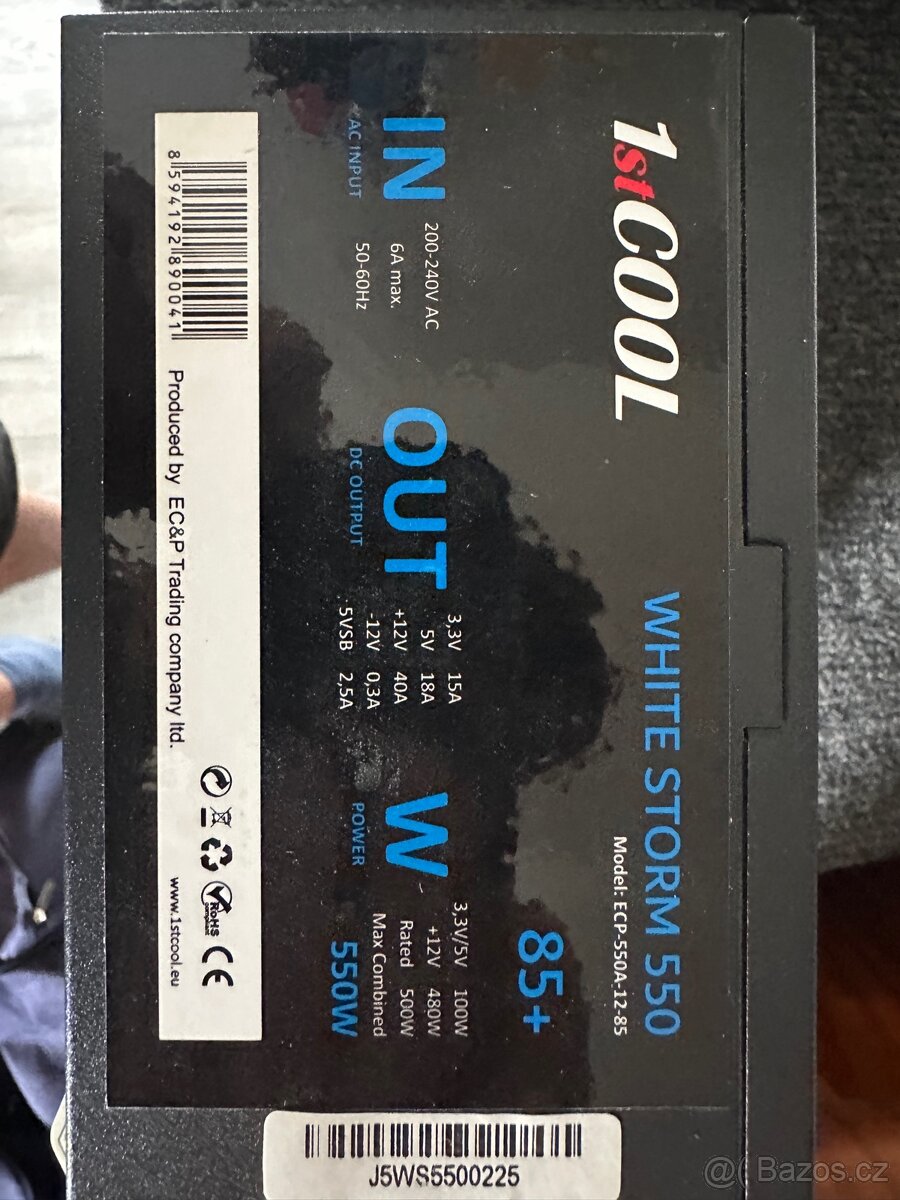 1stCOOL
WHITE STORM 550
Model: ECP-550A-12-85
85+
IN
AC INPUT
200-240V AC
6A max.
50-60Hz
OUT
DC OUTPUT
3,3V 15A
5V 18A
+12V 40A
-12V 0,3A
5VSB 2,5A
W
POWER
3,3V/5V 100W
+12V 480W
Rated 500W
Max Combined
550W
8594192890041
Produced by EC&P Trading company ltd.
RoHS
compliant
CE
www.1stcool.eu
J5WS5500225
@ Bazos.cz